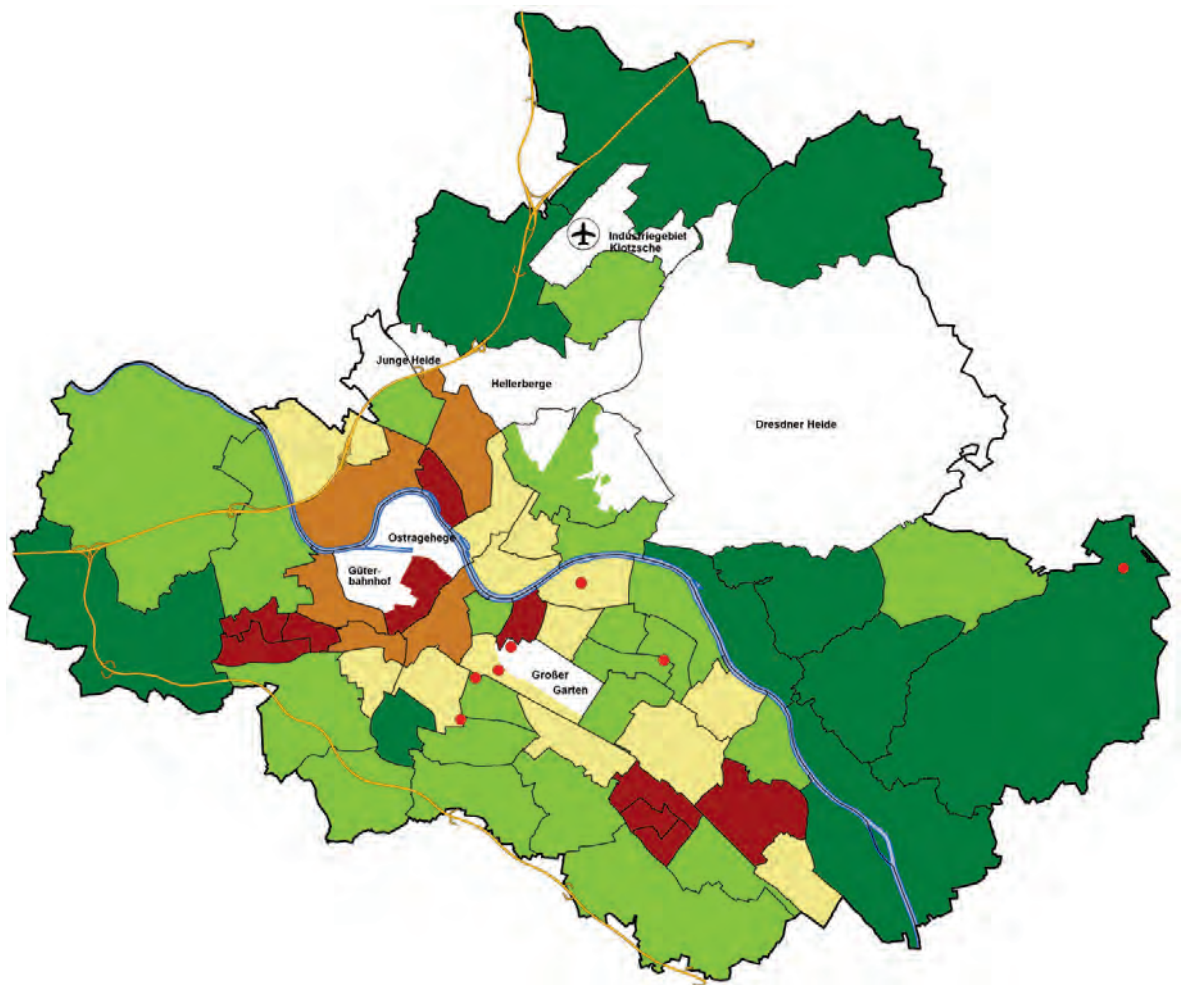 Industriegebiet
Klotzsche
Junge Heide
Hellerberge
Dresdner Heide
Ostragehege
Güter-
bahnhof
Großer
Garten